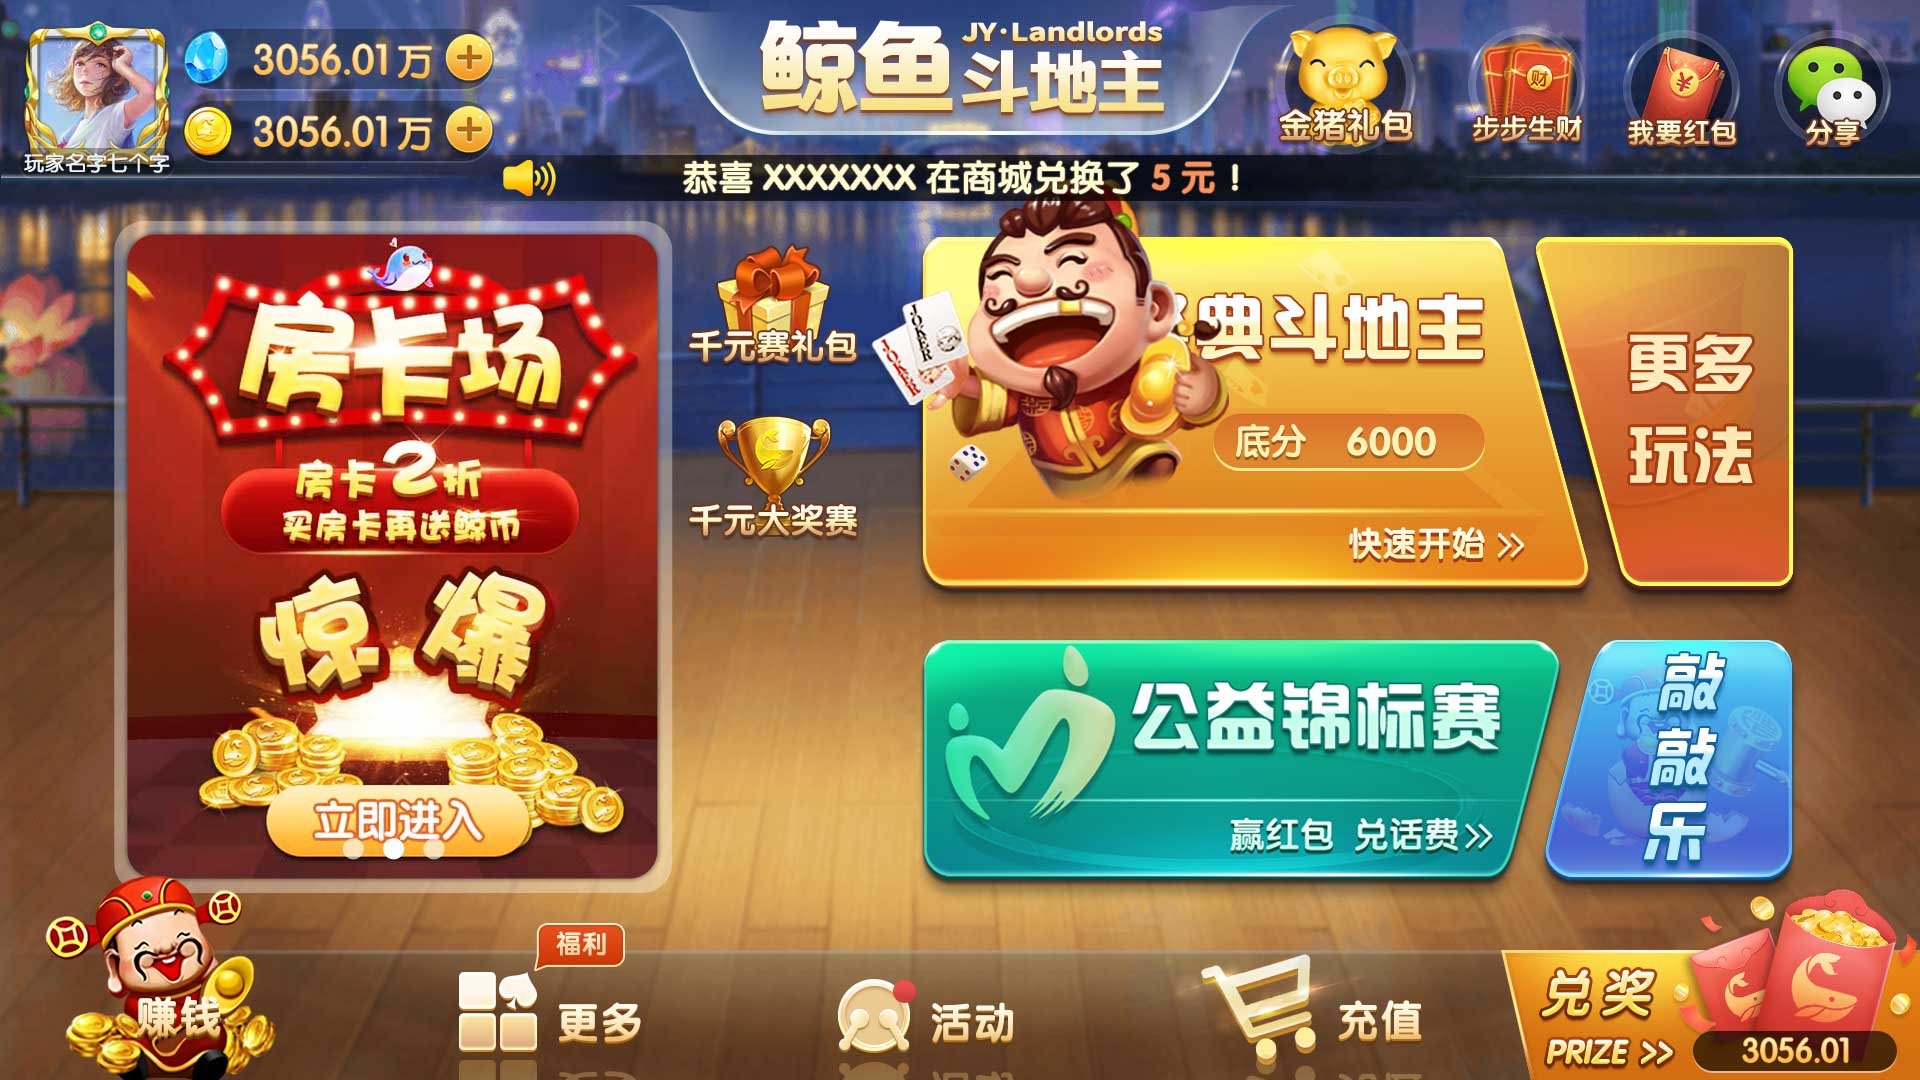 3056.01万
3056.01万
玩家名字七个字
鲸鱼
JY·Landlords
斗地主
金猪礼包
财
步步生财
¥
我要红包
分享
恭喜 XXXXXXX 在商城兑换了 5 元 !
房卡场
房卡2折
买房卡再送鲸币
惊爆
立即进入
千元赛礼包
千元大奖赛
JOKER
JOKER
典斗地主
底分 6000
快速开始 >>
更多
玩法
公益锦标赛
赢红包 兑话费>>
敲
敲
乐
赚钱
福利
更多
活动
充值
兑奖
PRIZE >>
3056.01